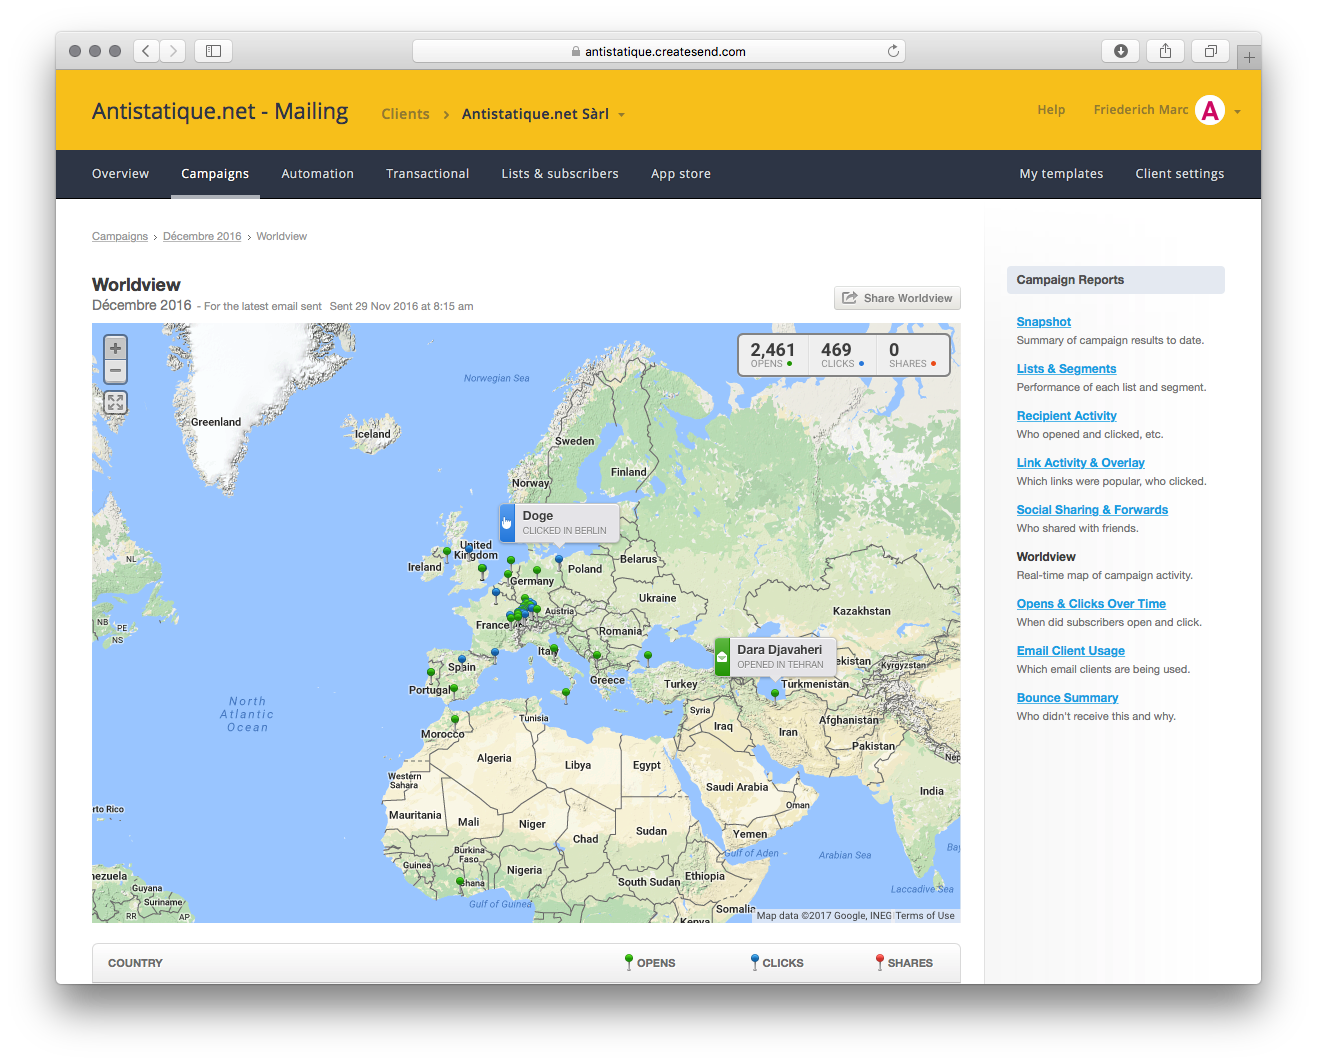 antistatique.createsend.com
Antistatique.net - Mailing
Clients › Antistatique.net Sàrl
Help
Friederich Marc
A
Overview
Campaigns
Automation
Transactional
Lists & subscribers
App store
My templates
Client settings
Campaigns › Décembre 2016 › Worldview
Worldview
Décembre 2016 - For the latest email sent Sent 29 Nov 2016 at 8:15 am
Share Worldview
2,461
OPENS
469
CLICKS
0
SHARES
Norwegian Sea
Greenland
Iceland
Sweden
Finland
Norway
Doge
CLICKED IN BERLIN
United
Kingdom
Ireland
NL
Belarus
Poland
Germany
Ukraine
NB
PE
NS
France
Austria
Romania
Kazakhstan
Italy
Dara Djavaheri
OPENED IN TEHRAN
ekistan
Kyrgyzstan
Spain
Portugal
Greece
Turkey
Turkmenistan
North
Atlantic
Ocean
Tunisia
Syria
Iraq
Iran
Afghanistan
Morocco
Pakistan
Algeria
Libya
Egypt
Nep
Western
Sahara
Saudi Arabia
India
Oman
rto Rico
Mauritania
Mali
Niger
Chad
Sudan
Yemen
Burkina
Faso
Gulf of Aden
Arabian Sea
Bay
Guinea
Nigeria
nezuela
Guyana
Suriname
Ghana
South Sudan
Ethiopia
Laccadive Sea
Gulf of Guinea
RR
AP
Somalia
Kenya
Map data ©2017 Google, INEG
Terms of Use
COUNTRY
OPENS
CLICKS
SHARES
Campaign Reports
Snapshot
Summary of campaign results to date.
Lists & Segments
Performance of each list and segment.
Recipient Activity
Who opened and clicked, etc.
Link Activity & Overlay
Which links were popular, who clicked.
Social Sharing & Forwards
Who shared with friends.
Worldview
Real-time map of campaign activity.
Opens & Clicks Over Time
When did subscribers open and click.
Email Client Usage
Which email clients are being used.
Bounce Summary
Who didn't receive this and why.